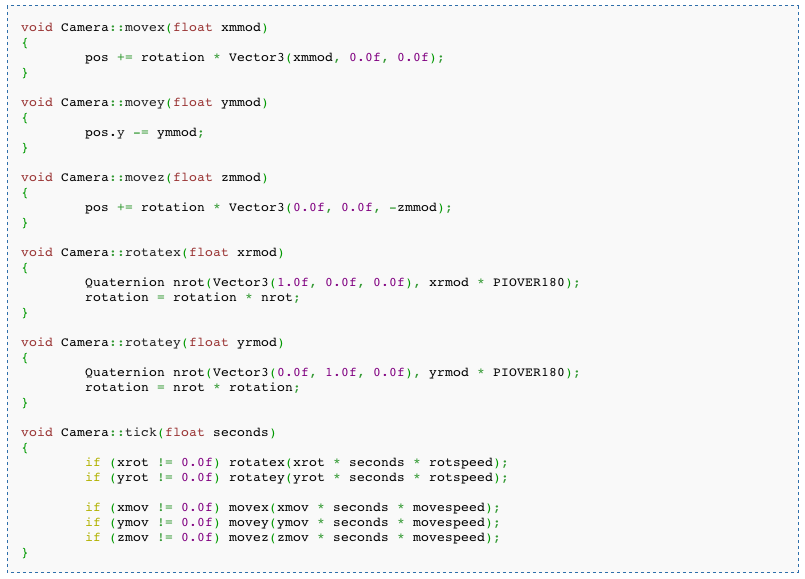 void Camera::movex(float xmmod)
{
        pos += rotation * Vector3(xmmod, 0.0f, 0.0f);
}

void Camera::movey(float ymmod)
{
        pos.y -= ymmod;
}

void Camera::movez(float zmmod)
{
        pos += rotation * Vector3(0.0f, 0.0f, -zmmod);
}

void Camera::rotatex(float xrmod)
{
        Quaternion nrot(Vector3(1.0f, 0.0f, 0.0f), xrmod * PIOVER180);
        rotation = rotation * nrot;
}

void Camera::rotatey(float yrmod)
{
        Quaternion nrot(Vector3(0.0f, 1.0f, 0.0f), yrmod * PIOVER180);
        rotation = nrot * rotation;
}

void Camera::tick(float seconds)
{
        if (xrot != 0.0f) rotatex(xrot * seconds * rotspeed);
        if (yrot != 0.0f) rotatey(yrot * seconds * rotspeed);

        if (xmov != 0.0f) movex(xmov * seconds * movespeed);
        if (ymov != 0.0f) movey(ymov * seconds * movespeed);
        if (zmov != 0.0f) movez(zmov * seconds * movespeed);
}